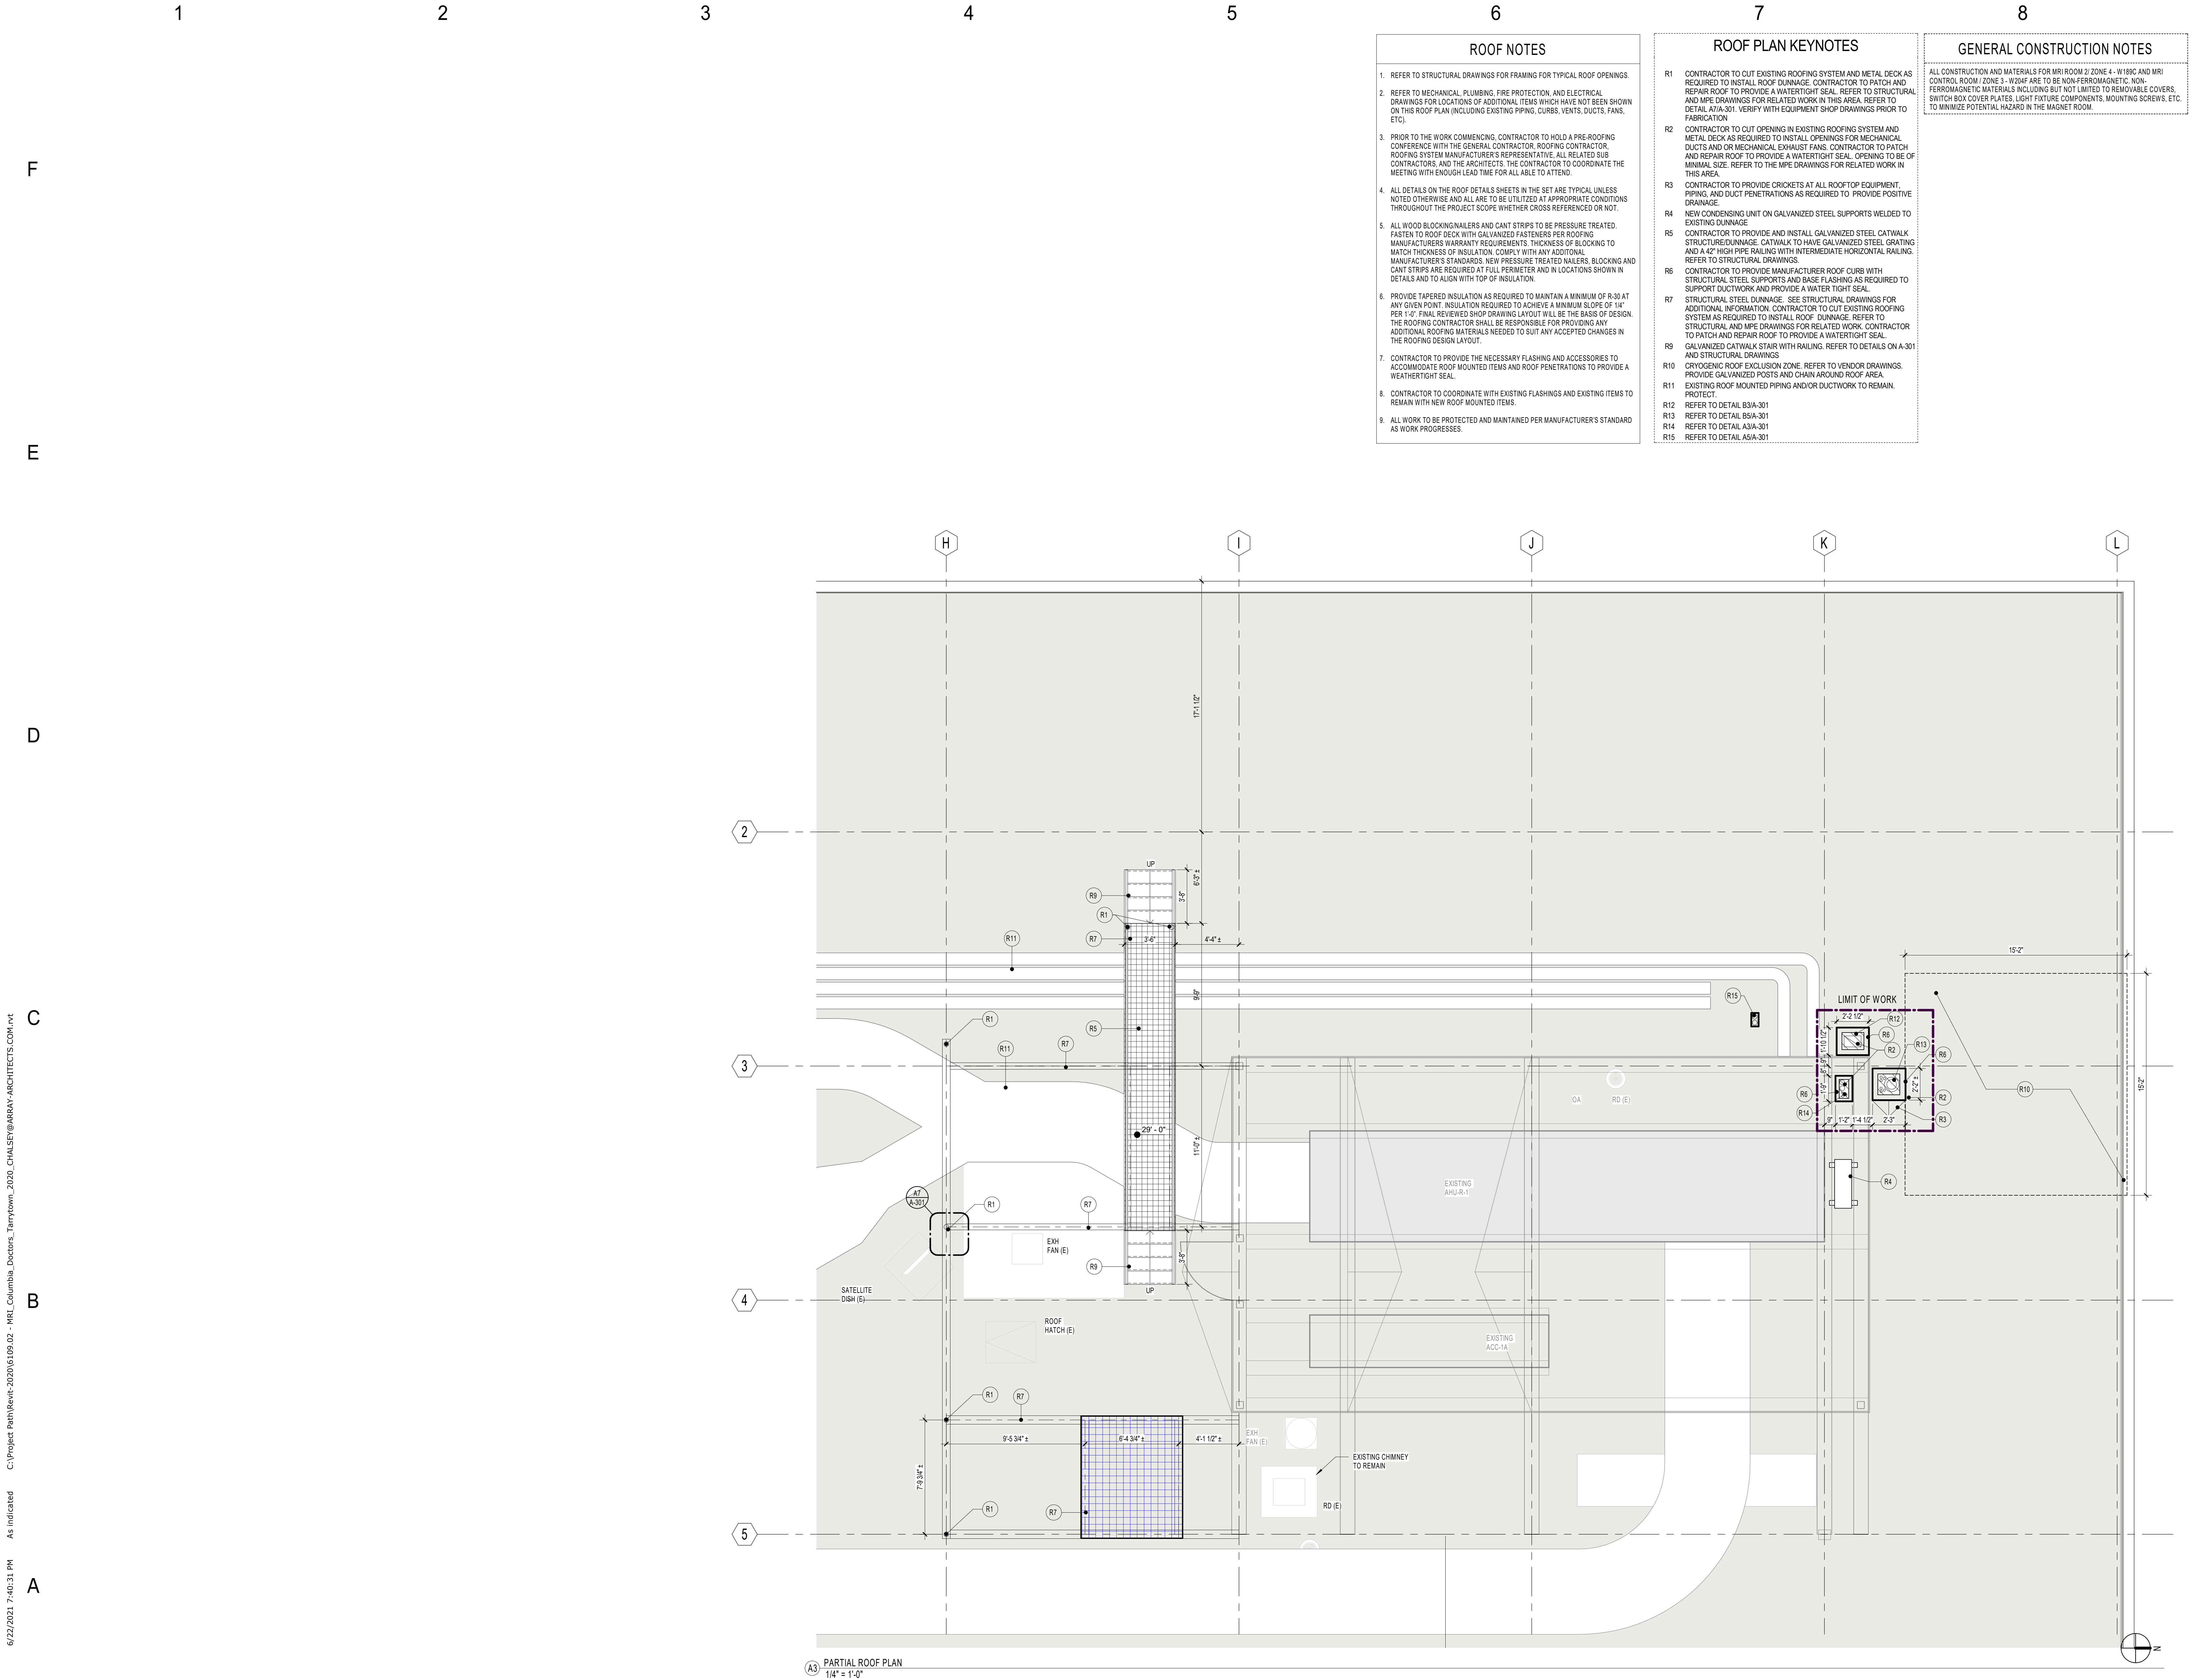 1 2 3 4 5 6 7 8
ROOF NOTES
1. REFER TO STRUCTURAL DRAWINGS FOR FRAMING FOR TYPICAL ROOF OPENINGS.
2. REFER TO MECHANICAL, PLUMBING, FIRE PROTECTION, AND ELECTRICAL
DRAWINGS FOR LOCATIONS OF ADDITIONAL ITEMS WHICH HAVE NOT BEEN SHOWN
ON THIS ROOF PLAN (INCLUDING EXISTING PIPING, CURBS, VENTS, DUCTS, FANS,
ETC).
3. PRIOR TO THE WORK COMMENCING, CONTRACTOR TO HOLD A PRE-ROOFING
CONFERENCE WITH THE GENERAL CONTRACTOR, ROOFING CONTRACTOR,
ROOFING SYSTEM MANUFACTURER'S REPRESENTATIVE, ALL RELATED SUB
CONTRACTORS, AND THE ARCHITECTS. THE CONTRACTOR TO COORDINATE THE
MEETING WITH ENOUGH LEAD TIME FOR ALL ABLE TO ATTEND.
4. ALL DETAILS ON THE ROOF DETAILS SHEETS IN THE SET ARE TYPICAL UNLESS
NOTED OTHERWISE AND ALL ARE TO BE UTILITZED AT APPROPRIATE CONDITIONS
THROUGHOUT THE PROJECT SCOPE WHETHER CROSS REFERENCED OR NOT.
5. ALL WOOD BLOCKING/NAILERS AND CANT STRIPS TO BE PRESSURE TREATED.
FASTEN TO ROOF DECK WITH GALVANIZED FASTENERS PER ROOFING
MANUFACTURERS WARRANTY REQUIREMENTS. THICKNESS OF BLOCKING TO
MATCH THICKNESS OF INSULATION. COMPLY WITH ANY ADDITONAL
MANUFACTURER'S STANDARDS. NEW PRESSURE TREATED NAILERS, BLOCKING AND
CANT STRIPS ARE REQUIRED AT FULL PERIMETER AND IN LOCATIONS SHOWN IN
DETAILS AND TO ALIGN WITH TOP OF INSULATION.
6. PROVIDE TAPERED INSULATION AS REQUIRED TO MAINTAIN A MINIMUM OF R-30 AT
ANY GIVEN POINT. INSULATION REQUIRED TO ACHIEVE A MINIMUM SLOPE OF 1/4"
PER 1'-0". FINAL REVIEWED SHOP DRAWING LAYOUT WILL BE THE BASIS OF DESIGN.
THE ROOFING CONTRACTOR SHALL BE RESPONSIBLE FOR PROVIDING ANY
ADDITIONAL ROOFING MATERIALS NEEDED TO SUIT ANY ACCEPTED CHANGES IN
THE ROOFING DESIGN LAYOUT.
7. CONTRACTOR TO PROVIDE THE NECESSARY FLASHING AND ACCESSORIES TO
ACCOMMODATE ROOF MOUNTED ITEMS AND ROOF PENETRATIONS TO PROVIDE A
WEATHERTIGHT SEAL.
8. CONTRACTOR TO COORDINATE WITH EXISTING FLASHINGS AND EXISTING ITEMS TO
REMAIN WITH NEW ROOF MOUNTED ITEMS.
9. ALL WORK TO BE PROTECTED AND MAINTAINED PER MANUFACTURER'S STANDARD
AS WORK PROGRESSES.
ROOF PLAN KEYNOTES
R1 CONTRACTOR TO CUT EXISTING ROOFING SYSTEM AND METAL DECK AS
REQUIRED TO INSTALL ROOF DUNNAGE. CONTRACTOR TO PATCH AND
REPAIR ROOF TO PROVIDE A WATERTIGHT SEAL. REFER TO STRUCTURAL
AND MPE DRAWINGS FOR RELATED WORK IN THIS AREA. REFER TO
DETAIL A7/A-301. VERIFY WITH EQUIPMENT SHOP DRAWINGS PRIOR TO
FABRICATION
R2 CONTRACTOR TO CUT OPENING IN EXISTING ROOFING SYSTEM AND
METAL DECK AS REQUIRED TO INSTALL OPENINGS FOR MECHANICAL
DUCTS AND OR MECHANICAL EXHAUST FANS. CONTRACTOR TO PATCH
AND REPAIR ROOF TO PROVIDE A WATERTIGHT SEAL. OPENING TO BE OF
MINIMAL SIZE. REFER TO THE MPE DRAWINGS FOR RELATED WORK IN
THIS AREA.
R3 CONTRACTOR TO PROVIDE CRICKETS AT ALL ROOFTOP EQUIPMENT,
PIPING, AND DUCT PENETRATIONS AS REQUIRED TO PROVIDE POSITIVE
DRAINAGE.
R4 NEW CONDENSING UNIT ON GALVANIZED STEEL SUPPORTS WELDED TO
EXISTING DUNNAGE
R5 CONTRACTOR TO PROVIDE AND INSTALL GALVANIZED STEEL CATWALK
STRUCTURE/DUNNAGE. CATWALK TO HAVE GALVANIZED STEEL GRATING
AND A 42" HIGH PIPE RAILING WITH INTERMEDIATE HORIZONTAL RAILING.
REFER TO STRUCTURAL DRAWINGS.
R6 CONTRACTOR TO PROVIDE MANUFACTURER ROOF CURB WITH
STRUCTURAL STEEL SUPPORTS AND BASE FLASHING AS REQUIRED TO
SUPPORT DUCTWORK AND PROVIDE A WATER TIGHT SEAL.
R7 STRUCTURAL STEEL DUNNAGE. SEE STRUCTURAL DRAWINGS FOR
ADDITIONAL INFORMATION. CONTRACTOR TO CUT EXISTING ROOFING
SYSTEM AS REQUIRED TO INSTALL ROOF DUNNAGE. REFER TO
STRUCTURAL AND MPE DRAWINGS FOR RELATED WORK. CONTRACTOR
TO PATCH AND REPAIR ROOF TO PROVIDE A WATERTIGHT SEAL.
R9 GALVANIZED CATWALK STAIR WITH RAILING. REFER TO DETAILS ON A-301
AND STRUCTURAL DRAWINGS
R10 CRYOGENIC ROOF EXCLUSION ZONE. REFER TO VENDOR DRAWINGS.
PROVIDE GALVANIZED POSTS AND CHAIN AROUND ROOF AREA.
R11 EXISTING ROOF MOUNTED PIPING AND/OR DUCTWORK TO REMAIN.
PROTECT.
R12 REFER TO DETAIL B3/A-301
R13 REFER TO DETAIL B5/A-301
R14 REFER TO DETAIL A3/A-301
R15 REFER TO DETAIL A5/A-301
GENERAL CONSTRUCTION NOTES
ALL CONSTRUCTION AND MATERIALS FOR MRI ROOM 2/ ZONE 4 - W189C AND MRI
CONTROL ROOM / ZONE 3 - W204F ARE TO BE NON-FERROMAGNETIC. NON-
FERROMAGNETIC MATERIALS INCLUDING BUT NOT LIMITED TO REMOVABLE COVERS,
SWITCH BOX COVER PLATES, LIGHT FIXTURE COMPONENTS, MOUNTING SCREWS, ETC.
TO MINIMIZE POTENTIAL HAZARD IN THE MAGNET ROOM.
F
E
D
C
B
A
H I J K L
17'-1 1/2"
2
UP
R9
3'-8"
6'-3" ±
R1
R7
3'-6"
4'-4" ±
R11
15'-2"
9'-9"
R15
LIMIT OF WORK
R1
R5
2'-2 1/2"
R12
R6
R2
1'-10 1/2"
R11
R7
R13
R6
3
9"
8"
1'-9"
2'-2" ±
15'-2"
R10
OA
RD (E)
R6
R2
R14
9"
1'-2"
1'-4 1/2"
2'-3"
R3
29' - 0"
11'-0" ±
EXISTING
AHU-R-1
R4
A7
A-301
R1
R7
EXH
FAN (E)
R9
3'-8"
UP
SATELLITE
DISH (E)
4
ROOF
HATCH (E)
EXISTING
ACC-1A
R1
R7
9'-5 3/4" ±
6'-4 3/4" ±
4'-1 1/2" ±
EXH
FAN (E)
7'-9 3/4" ±
EXISTING CHIMNEY
TO REMAIN
R1
R7
RD (E)
5
N
A3
PARTIAL ROOF PLAN
1/4" = 1'-0"
6/22/2021 7:40:31 PM As indicated C:\Project Path\Revit-2020\6109.02 - MRI_Columbia_Doctors_Tarrytown_2020_CHALSEY@ARRAY-ARCHITECTS.COM.rvt